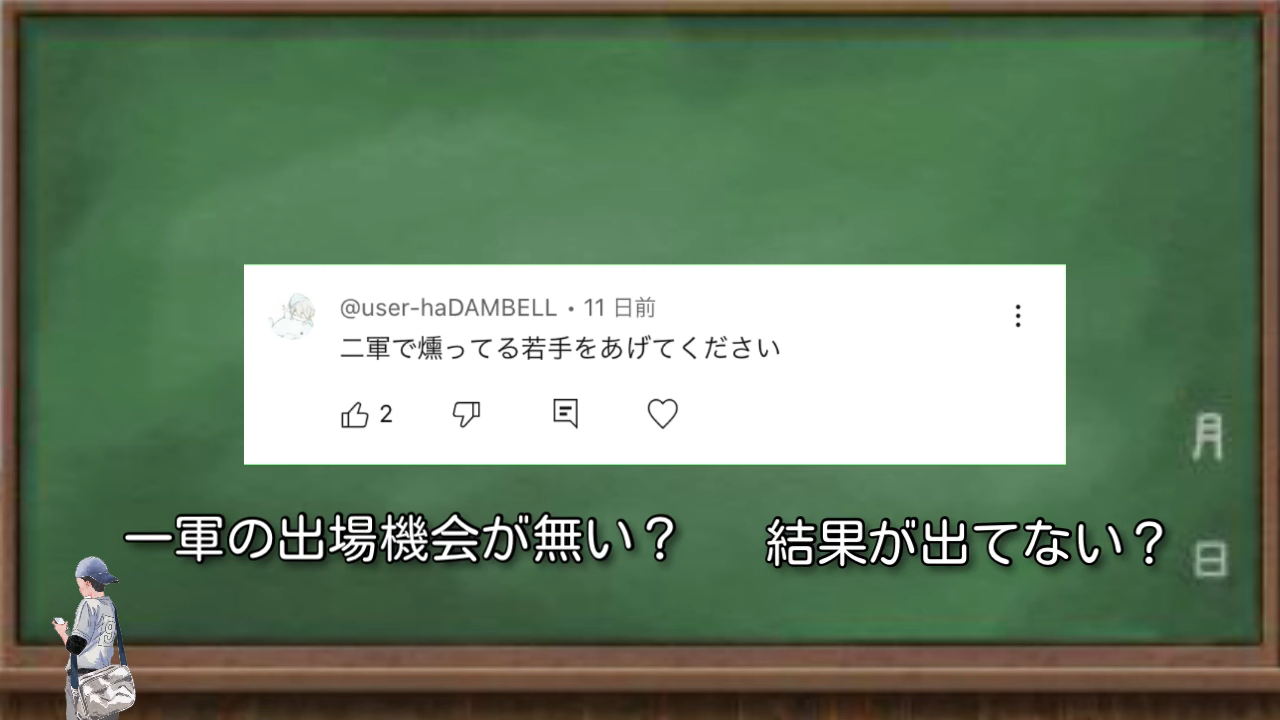 @user-haDAMBELL・11 日前
二軍で燻ってる若手をあげてください
2
一軍の出場機会が無い？
結果が出てない？
月
日